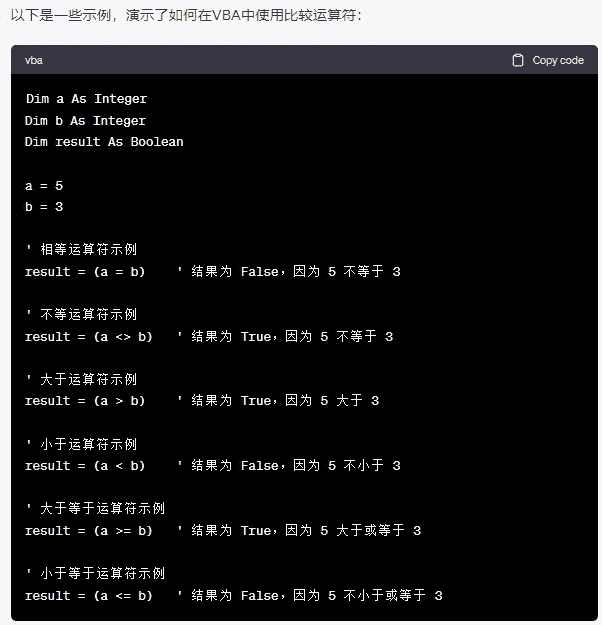 以下是一些示例，演示了如何在VBA中使用比较运算符：
vba Copy code
Dim a As Integer
Dim b As Integer
Dim result As Boolean
a = 5
b = 3
' 相等运算符示例
result = (a = b)    ' 结果为 False，因为 5 不等于 3
' 不等运算符示例
result = (a <> b)   ' 结果为 True，因为 5 不等于 3
' 大于运算符示例
result = (a > b)    ' 结果为 True，因为 5 大于 3
' 小于运算符示例
result = (a < b)    ' 结果为 False，因为 5 不小于 3
' 大于等于运算符示例
result = (a >= b)   ' 结果为 True，因为 5 大于或等于 3
' 小于等于运算符示例
result = (a <= b)   ' 结果为 False，因为 5 不小于或等于 3